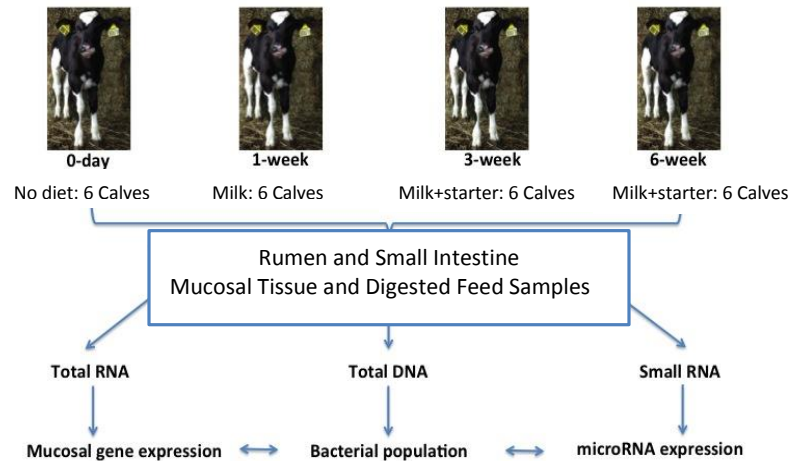 0-day 1-week 3-week 6-week
No diet: 6 Calves Milk: 6 Calves Milk+starter: 6 Calves Milk+starter: 6 Calves
Rumen and Small Intestine
Mucosal Tissue and Digested Feed Samples
Total RNA Total DNA Small RNA
Mucosal gene expression Bacterial population microRNA expression